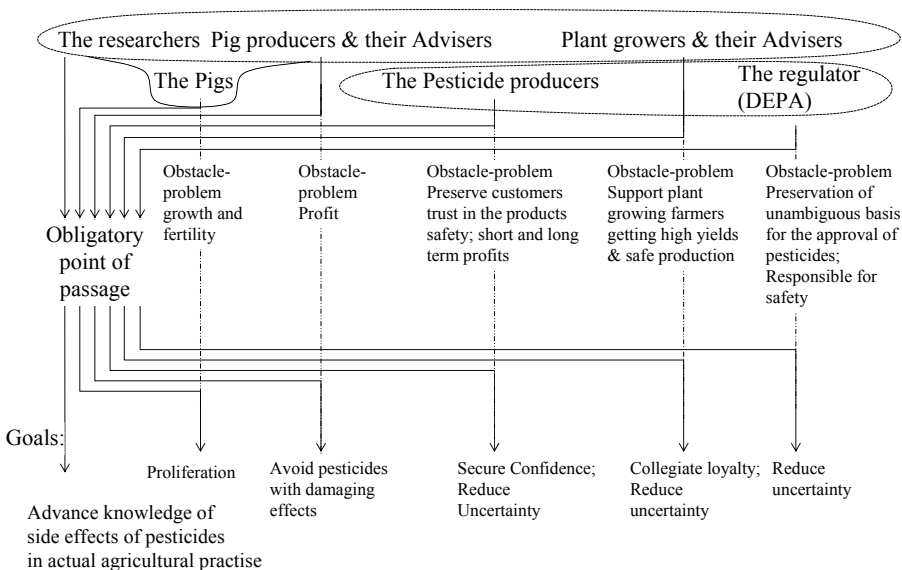 The researchers Pig producers & their Advisers Plant growers & their Advisers
The Pigs
The Pesticide producers
The regulator
(DEPA)
Obstacle-
problem
growth and
fertility
Obstacle-
problem
Profit
Obstacle-problem
Preserve customers
trust in the products
safety; short and long
term profits
Obstacle-problem
Support plant
growing farmers
getting high yields
& safe production
Obstacle-problem
Preservation of
unambiguous basis
for the approval of
pesticides;
Responsible for
safety
Obligatory
point of
passage
Goals:
Proliferation
Avoid pesticides
with damaging
effects
Secure Confidence;
Reduce
Uncertainty
Collegiate loyalty;
Reduce
uncertainty
Reduce
uncertainty
Advance knowledge of
side effects of pesticides
in actual agricultural practise